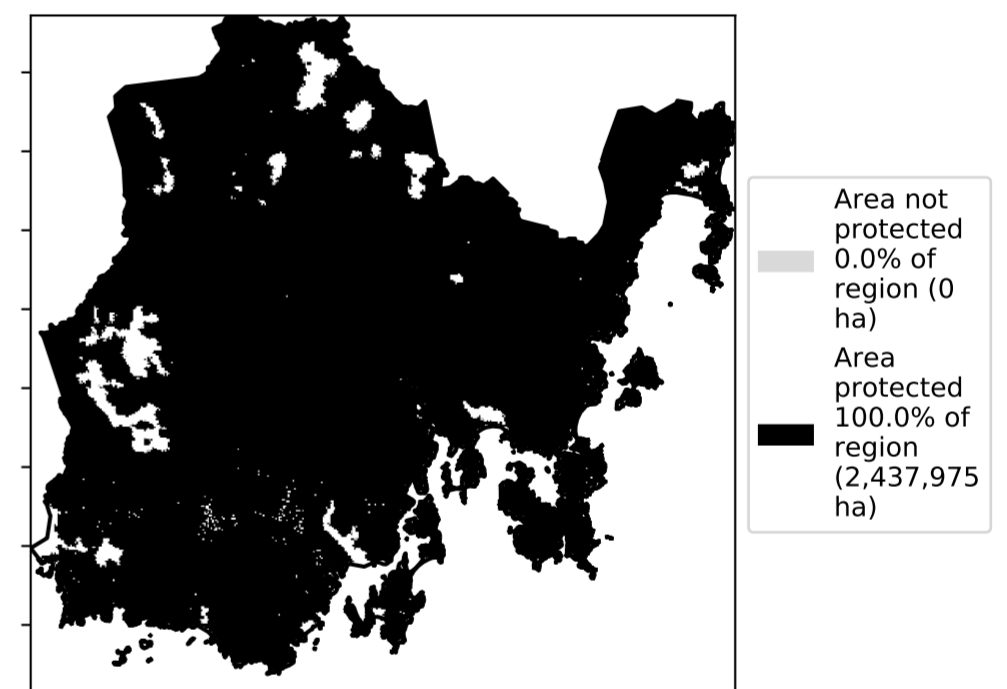 Area not
protected
0.0% of
region (0
ha)
Area
protected
100.0% of
region
(2,437,975
ha)